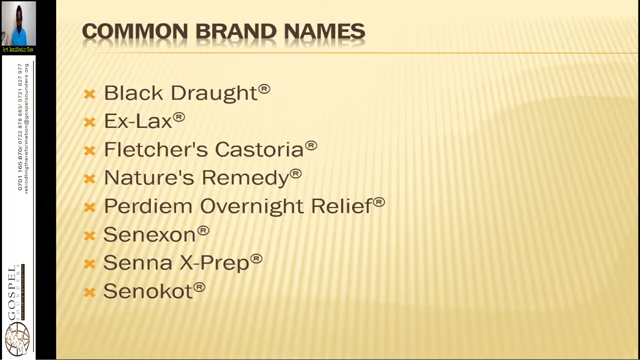 COMMON BRAND NAMES
Black Draught®
Ex-Lax®
Fletcher's Castoria®
Nature's Remedy®
Perdiem Overnight Relief®
Senexon®
Senna X-Prep®
Senokot®
GOSPEL